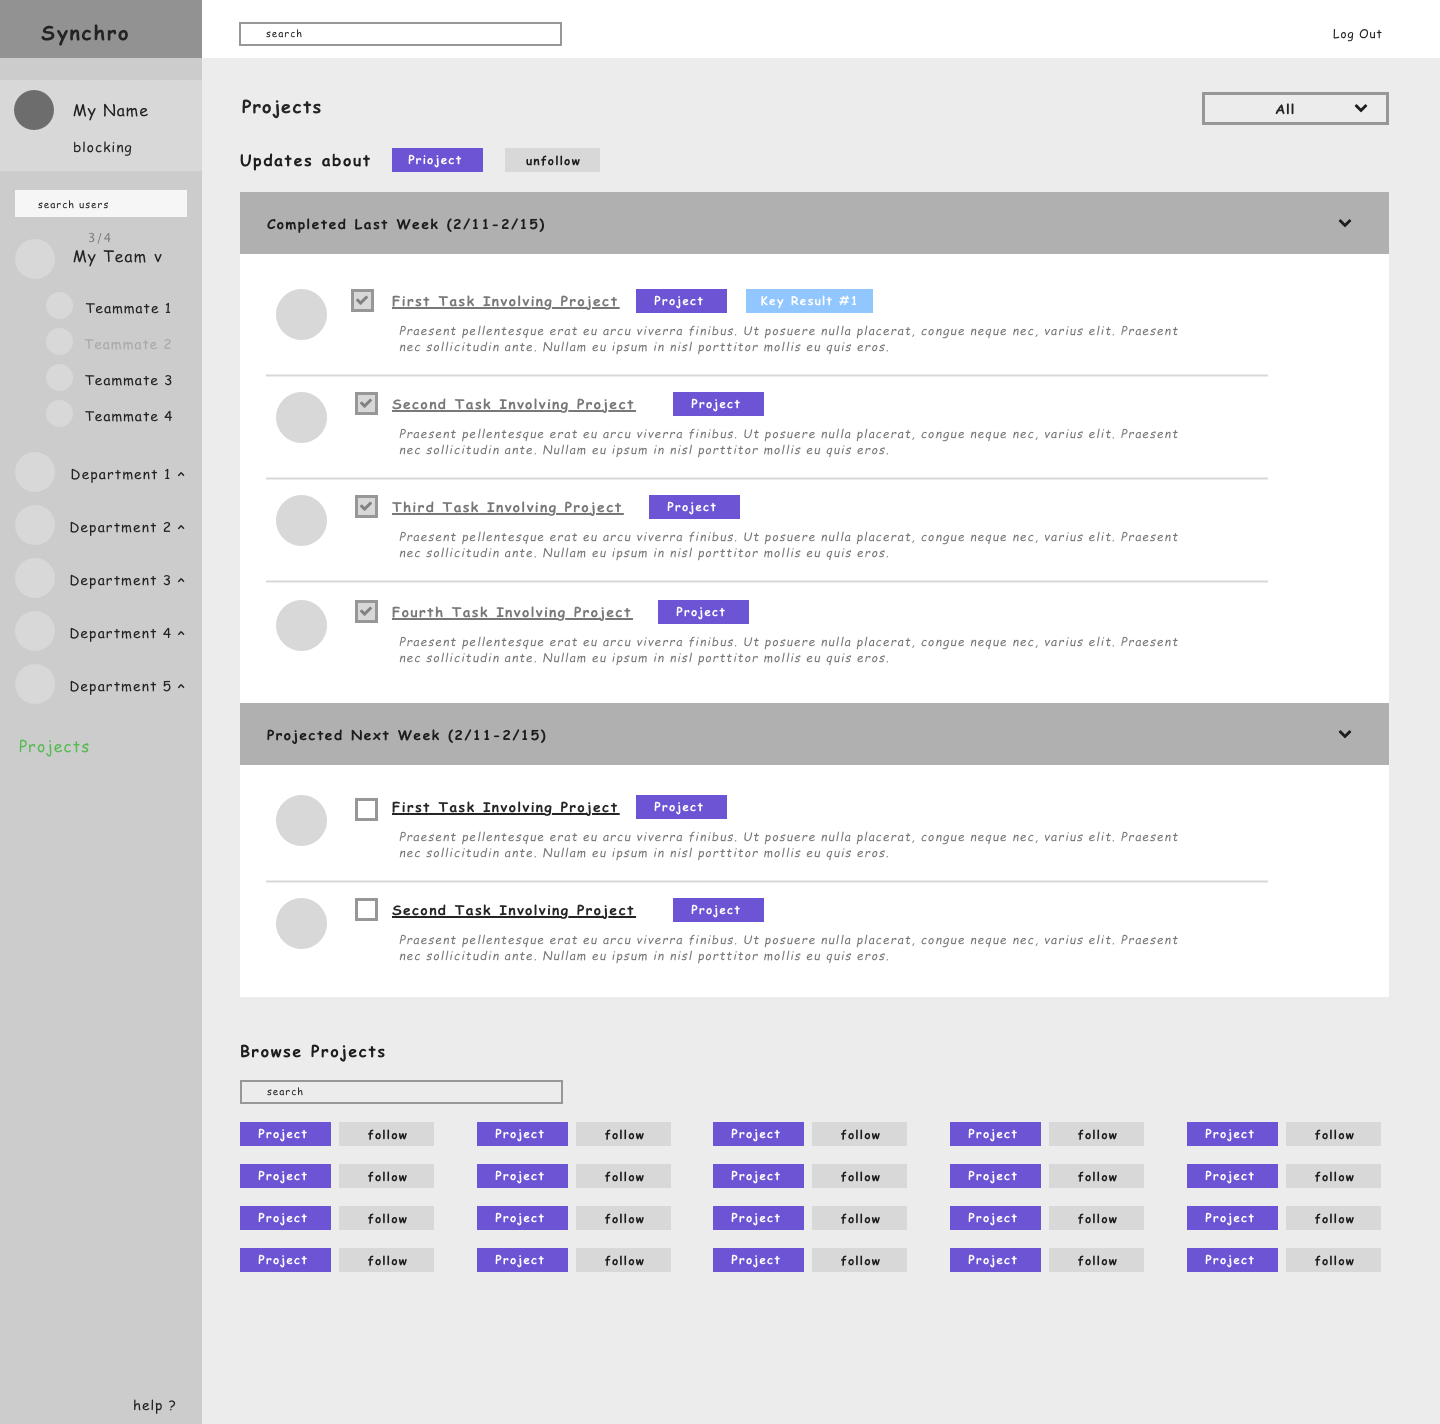 Synchro
search
Log Out
My Name
blocking
search users
3/4
My Team v
Teammate 1
Teammate 2
Teammate 3
Teammate 4
Department 1 ^
Department 2 ^
Department 3 ^
Department 4 ^
Department 5 ^
Projects
help ?
Projects
All
Updates about Prioject unfollow
Completed Last Week (2/11-2/15)
First Task Involving Project Project Key Result #1
Praesent pellentesque erat eu arcu viverra finibus. Ut posuere nulla placerat, congue neque nec, varius elit. Praesent
nec sollicitudin ante. Nullam eu ipsum in nisl porttitor mollis eu quis eros.
Second Task Involving Project Project
Praesent pellentesque erat eu arcu viverra finibus. Ut posuere nulla placerat, congue neque nec, varius elit. Praesent
nec sollicitudin ante. Nullam eu ipsum in nisl porttitor mollis eu quis eros.
Third Task Involving Project Project
Praesent pellentesque erat eu arcu viverra finibus. Ut posuere nulla placerat, congue neque nec, varius elit. Praesent
nec sollicitudin ante. Nullam eu ipsum in nisl porttitor mollis eu quis eros.
Fourth Task Involving Project Project
Praesent pellentesque erat eu arcu viverra finibus. Ut posuere nulla placerat, congue neque nec, varius elit. Praesent
nec sollicitudin ante. Nullam eu ipsum in nisl porttitor mollis eu quis eros.
Projected Next Week (2/11-2/15)
First Task Involving Project Project
Praesent pellentesque erat eu arcu viverra finibus. Ut posuere nulla placerat, congue neque nec, varius elit. Praesent
nec sollicitudin ante. Nullam eu ipsum in nisl porttitor mollis eu quis eros.
Second Task Involving Project Project
Praesent pellentesque erat eu arcu viverra finibus. Ut posuere nulla placerat, congue neque nec, varius elit. Praesent
nec sollicitudin ante. Nullam eu ipsum in nisl porttitor mollis eu quis eros.
Browse Projects
search
Project follow Project follow Project follow Project follow Project follow
Project follow Project follow Project follow Project follow Project follow
Project follow Project follow Project follow Project follow Project follow
Project follow Project follow Project follow Project follow Project follow